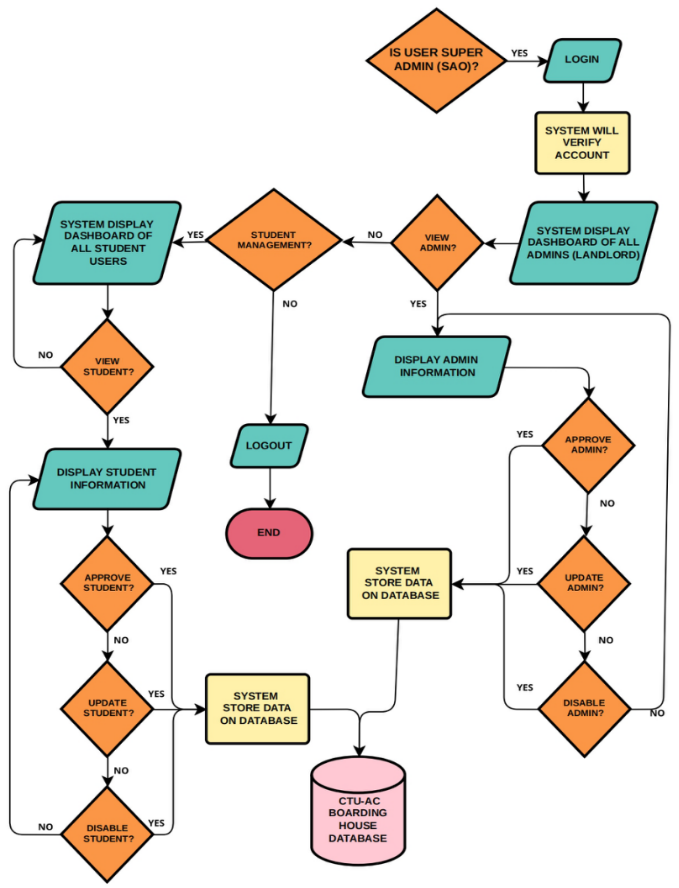 IS USER SUPER
ADMIN (SAO)?
YES
LOGIN
SYSTEM WILL
VERIFY
ACCOUNT
SYSTEM DISPLAY
DASHBOARD OF ALL
ADMINS (LANDLORD)
VIEW
ADMIN?
NO
STUDENT
MANAGEMENT?
YES
SYSTEM DISPLAY
DASHBOARD OF
ALL STUDENT
USERS
NO
YES
DISPLAY ADMIN
INFORMATION
VIEW
STUDENT?
NO
YES
LOGOUT
END
APPROVE
ADMIN?
YES
NO
DISPLAY STUDENT
INFORMATION
UPDATE
ADMIN?
YES
NO
SYSTEM
STORE DATA
ON DATABASE
APPROVE
STUDENT?
YES
NO
DISABLE
ADMIN?
YES
NO
UPDATE
STUDENT?
YES
NO
SYSTEM
STORE DATA
ON DATABASE
DISABLE
STUDENT?
NO
YES
CTU-AC
BOARDING
HOUSE
DATABASE